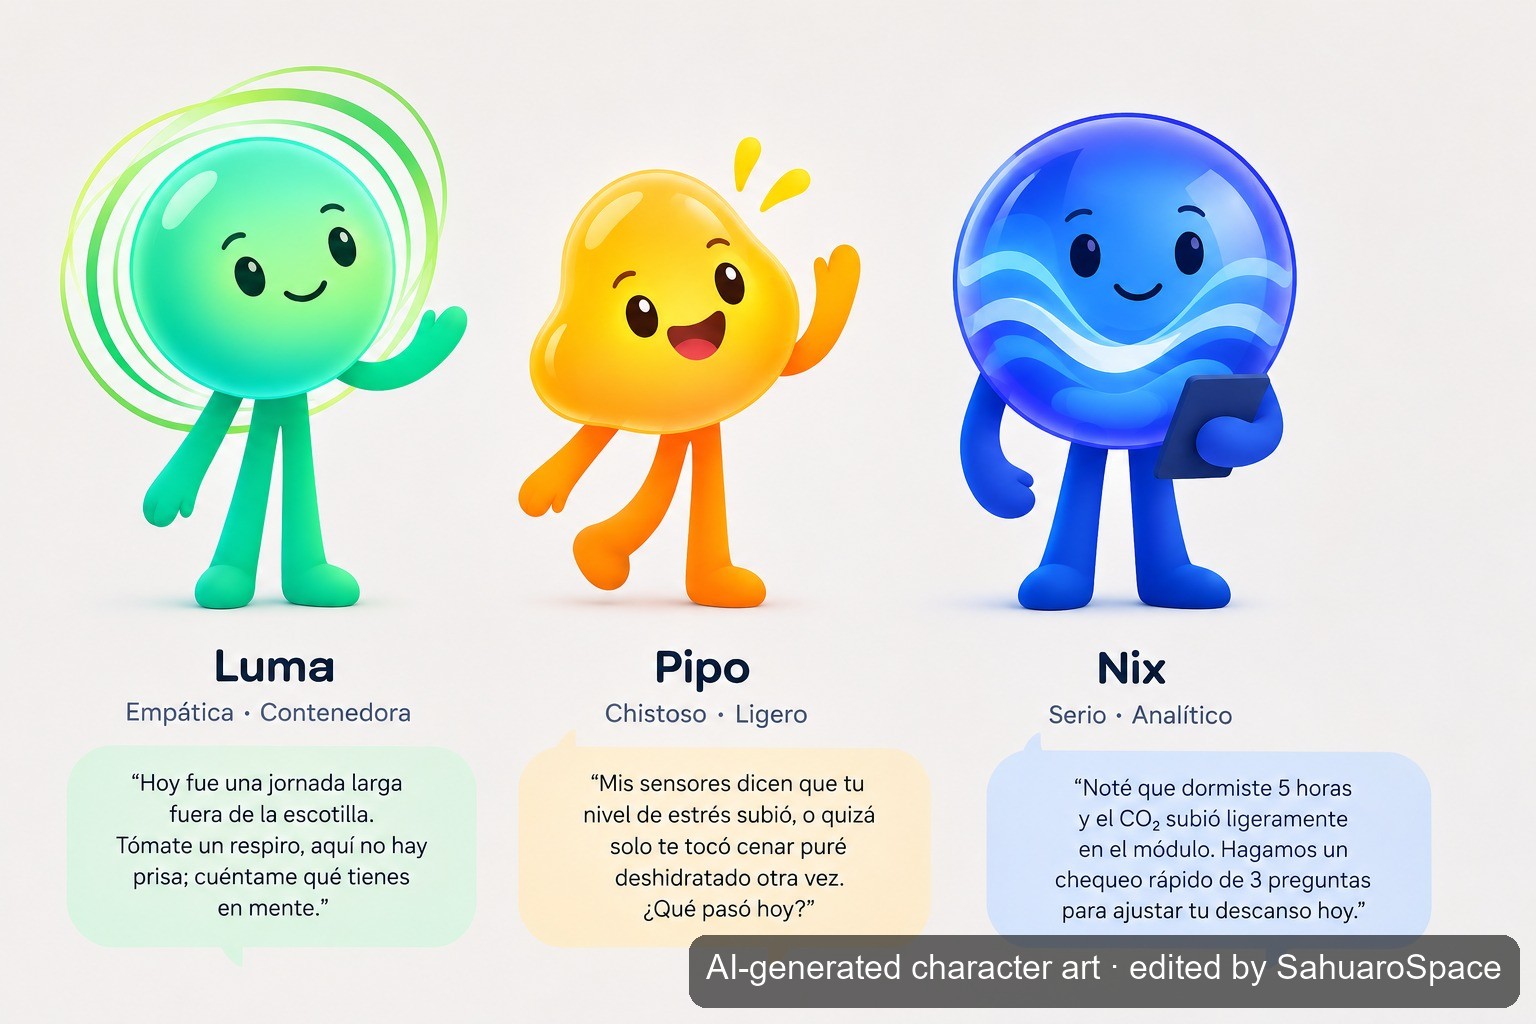 Luma
Empática · Contenedora
“Hoy fue una jornada larga
fuera de la escotilla.
Tómate un respiro, aquí no hay
prisa; cuéntame qué tienes
en mente.”
Pipo
Chistoso · Ligero
“Mis sensores dicen que tu
nivel de estrés subió, o quizá
solo te tocó cenar puré
deshidratado otra vez.
¿Qué pasó hoy?”
Nix
Serio · Analítico
“Noté que dormiste 5 horas
y el CO₂ subió ligeramente
en el módulo. Hagamos un
chequeo rápido de 3 preguntas
para ajustar tu descanso hoy.”
AI-generated character art · edited by SahuaroSpace